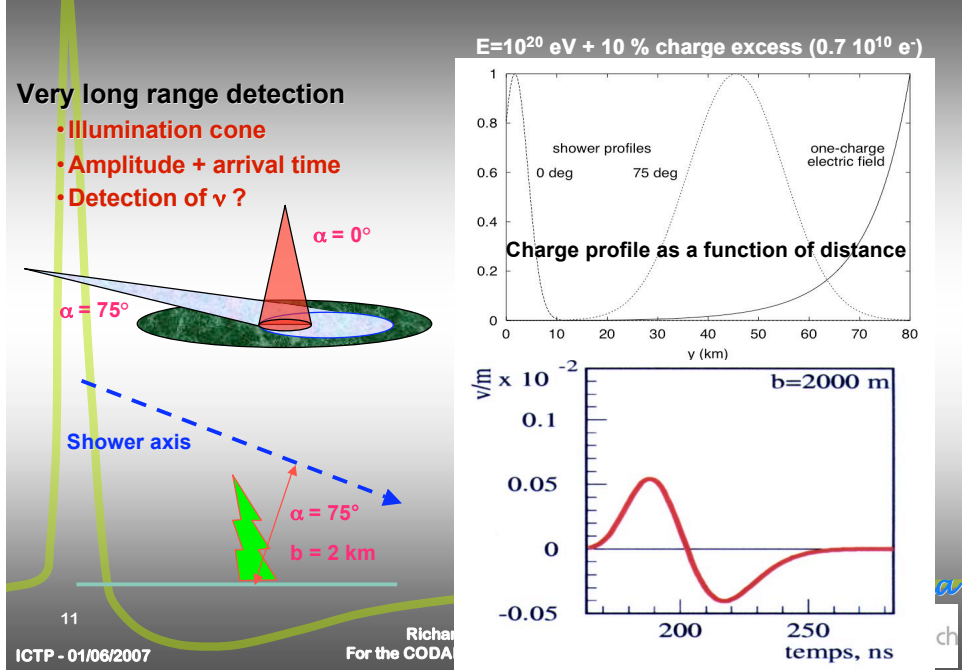 E=10²⁰ eV + 10 % charge excess (0.7 10¹⁰ e⁻)
Very long range detection
•Illumination cone
•Amplitude + arrival time
•Detection of ν ?
α = 0°
α = 75°
Shower axis
α = 75°
b = 2 km
1
0.8
0.6
0.4
0.2
0
shower profiles
0 deg
75 deg
one-charge
electric field
Charge profile as a function of distance
0 10 20 30 40 50 60 70 80
y (km)
v/m
x 10 -2
b=2000 m
0.1
0.05
0
-0.05
200 250
temps, ns
11
ICTP - 01/06/2007
For the
a
ch